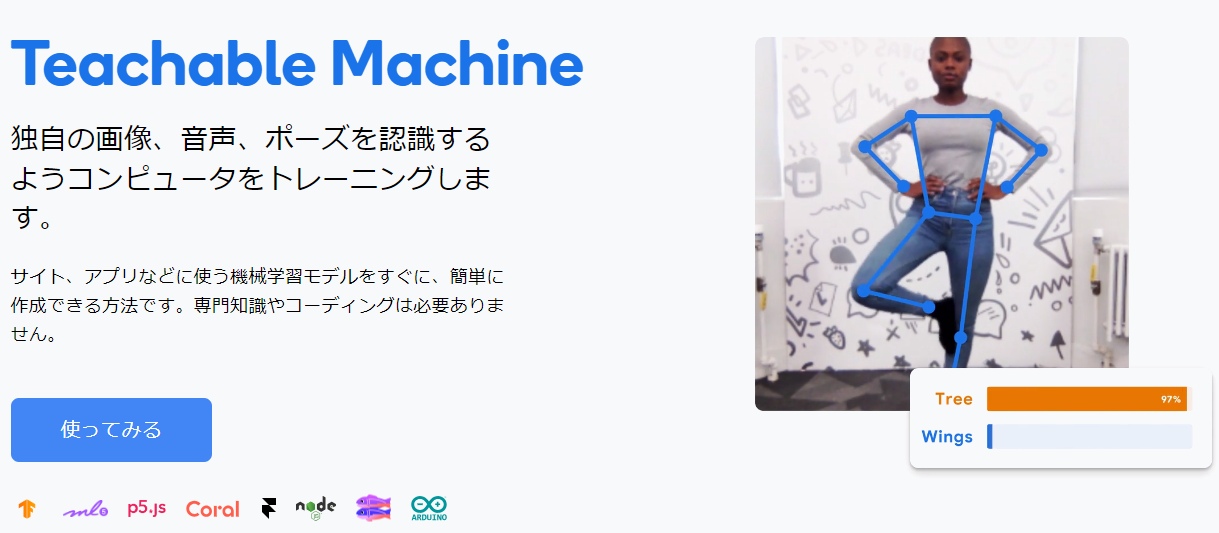 Teachable Machine
独自の画像、音声、ポーズを認識する
ようコンピュータをトレーニングしま
す。
サイト、アプリなどに使う機械学習モデルをすぐに、簡単に
作成できる方法です。専門知識やコーディングは必要ありま
せん。
使ってみる
Tree 97%
Wings
ml5 p5.js Coral node JS ARDUINO